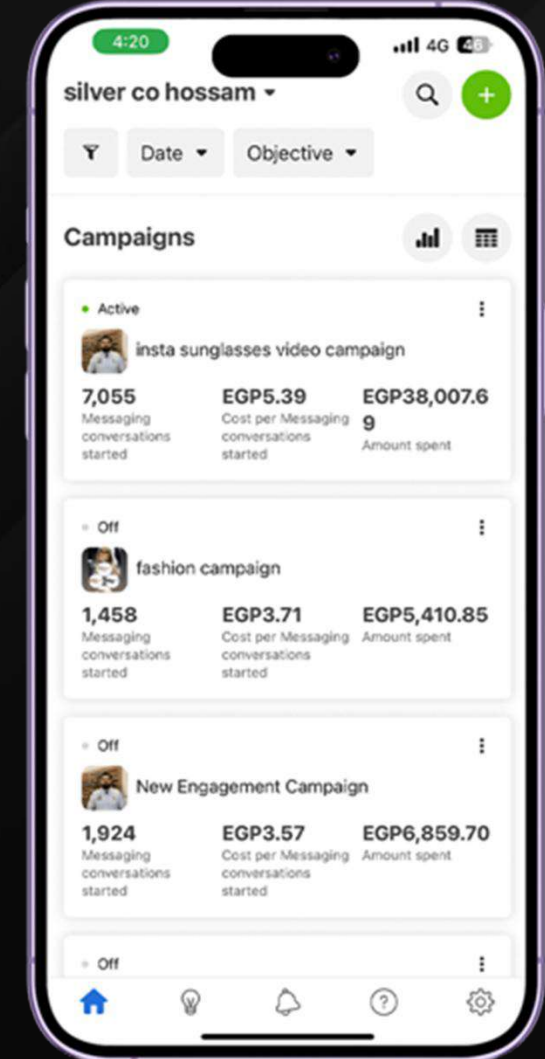 4:20 4G 46
silver co hossam
Date Objective
Campaigns
Active
insta sunglasses video campaign
7,055 EGP5.39 EGP38,007.6
9
Messaging Cost per Messaging Amount spent
conversations conversations
started started
Off
fashion campaign
1,458 EGP3.71 EGP5,410.85
Messaging Cost per Messaging Amount spent
conversations conversations
started started
Off
New Engagement Campaign
1,924 EGP3.57 EGP6,859.70
Messaging Cost per Messaging Amount spent
conversations conversations
started started
Off